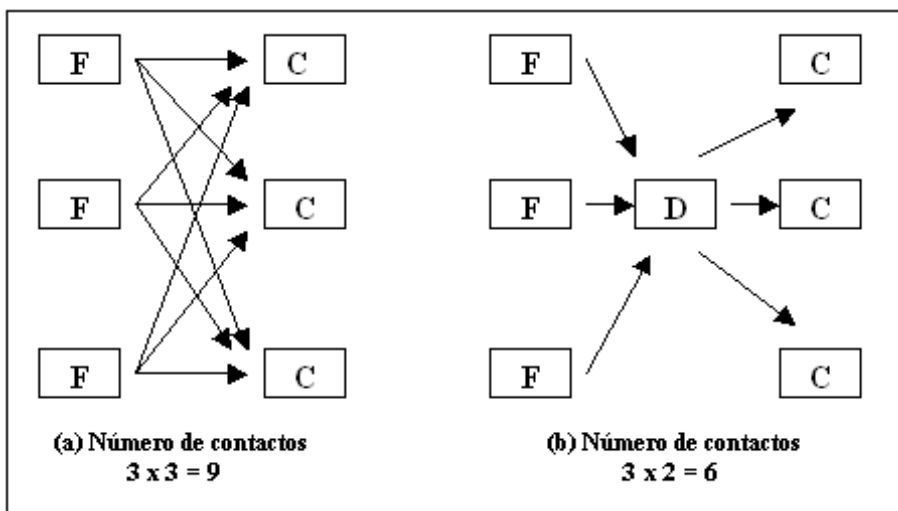 F C F C
F C F D C
F C F C
(a) Número de contactos
3 x 3 = 9
(b) Número de contactos
3 x 2 = 6